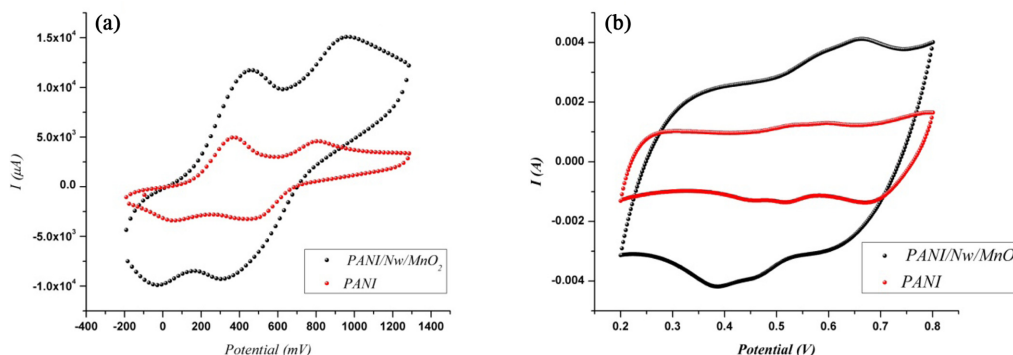 (a)
1.5x10⁴
1.0x10⁴
5.0x10³
0.0
-5.0x10³
-1.0x10⁴
I (µA)
-400 -200 0 200 400 600 800 1000 1200 1400
Potential (mV)
PANI/Nw/MnO₂
PANI
(b)
0.004
0.002
0.000
-0.002
-0.004
I (A)
0.2 0.3 0.4 0.5 0.6 0.7 0.8
Potential (V)
PANI/Nw/MnO
PANI